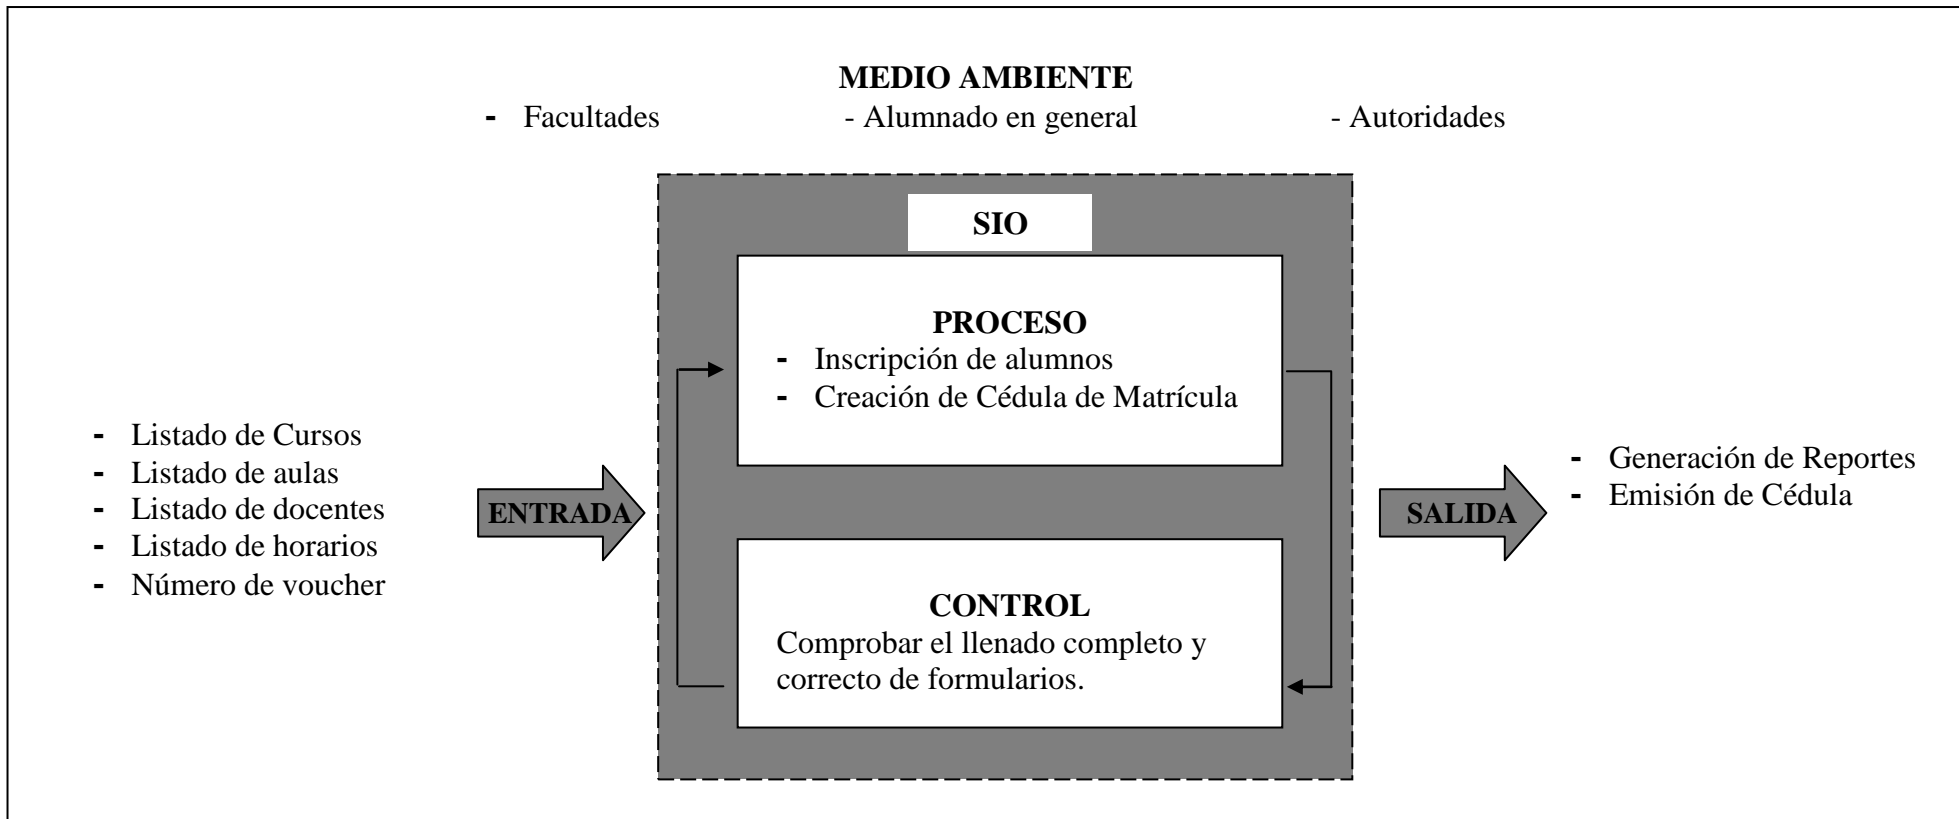 MEDIO AMBIENTE
- Facultades - Alumnado en general - Autoridades
SIO
PROCESO
- Inscripción de alumnos
- Creación de Cédula de Matrícula
- Listado de Cursos
- Listado de aulas
- Listado de docentes
- Listado de horarios
- Número de voucher
ENTRADA
SALIDA
- Generación de Reportes
- Emisión de Cédula
CONTROL
Comprobar el llenado completo y
correcto de formularios.